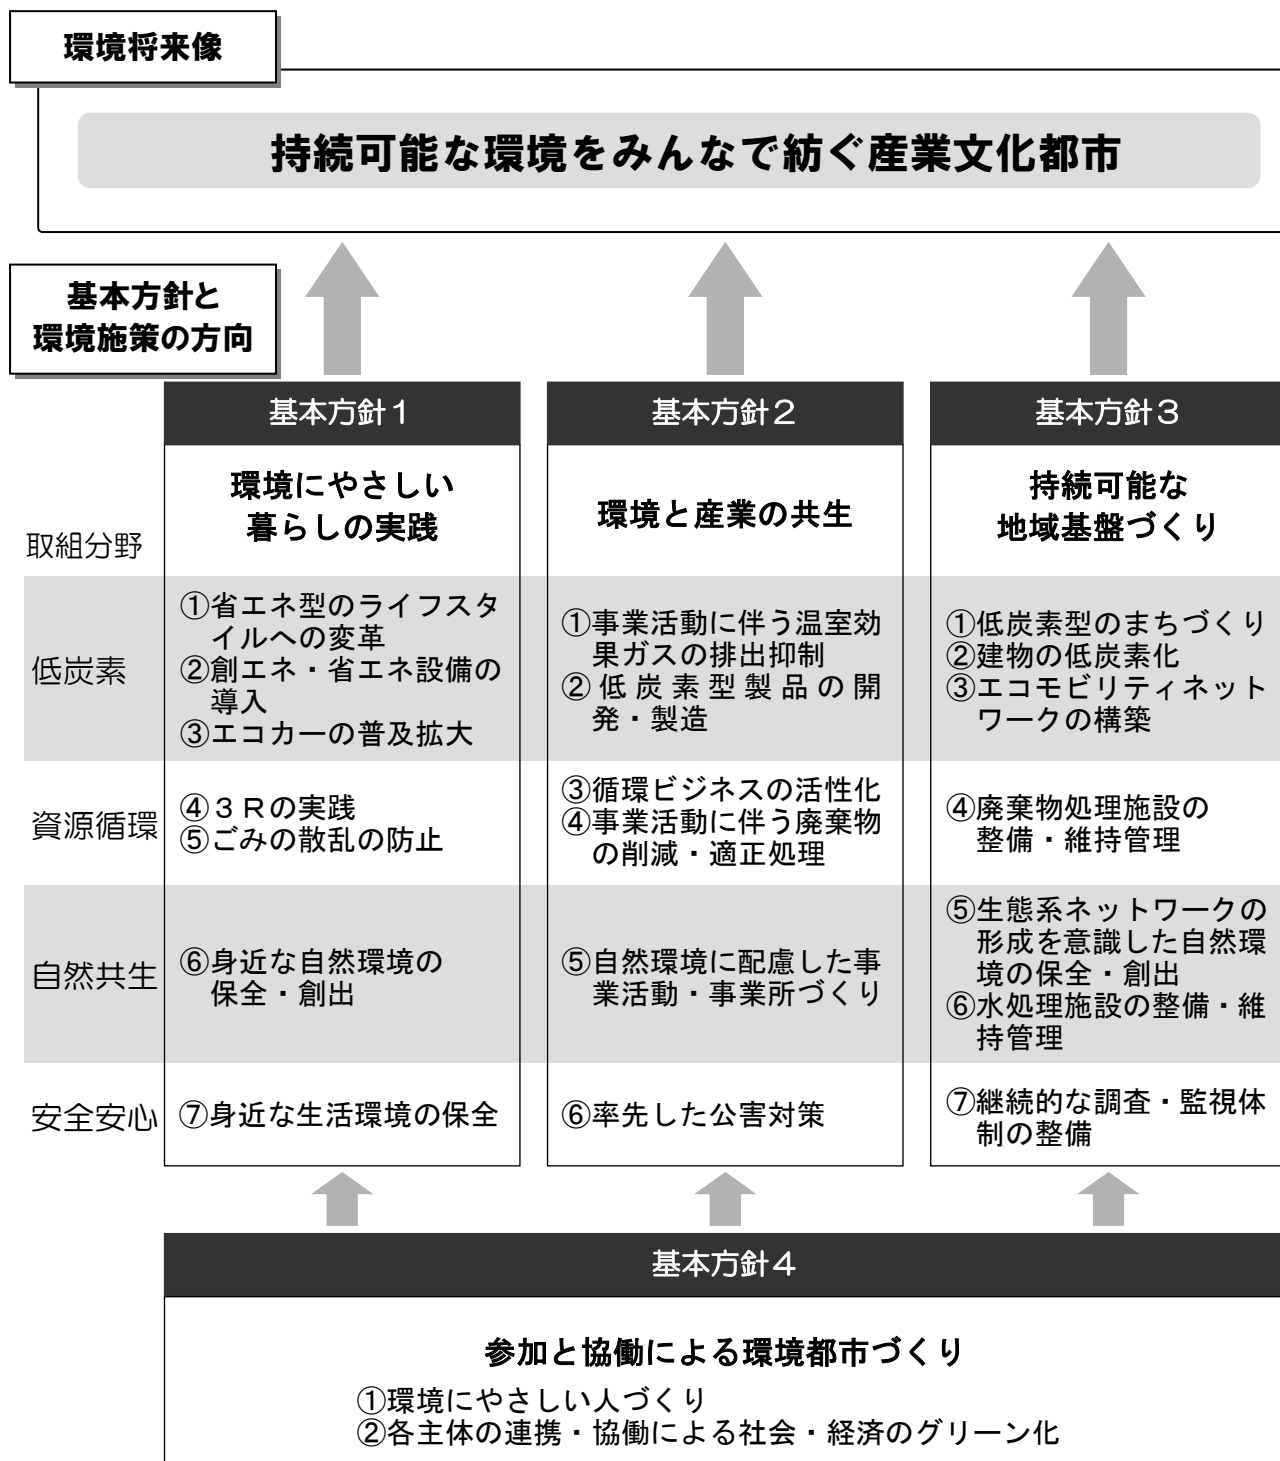 環境将来像
持続可能な環境をみんなで紡ぐ産業文化都市
基本方針と
環境施策の方向
基本方針１
環境にやさしい
暮らしの実践
基本方針２
環境と産業の共生
基本方針３
持続可能な
地域基盤づくり
取組分野
低炭素
①省エネ型のライフスタ
イルへの変革
②創エネ・省エネ設備の
導入
③エコカーの普及拡大
①事業活動に伴う温室効
果ガスの排出抑制
②低炭素型製品の開
発・製造
①低炭素型のまちづくり
②建物の低炭素化
③エコモビリティネット
ワークの構築
資源循環
④３Ｒの実践
⑤ごみの散乱の防止
③循環ビジネスの活性化
④事業活動に伴う廃棄物
の削減・適正処理
④廃棄物処理施設の
整備・維持管理
自然共生
⑥身近な自然環境の
保全・創出
⑤自然環境に配慮した事
業活動・事業所づくり
⑤生態系ネットワークの
形成を意識した自然環
境の保全・創出
⑥水処理施設の整備・維
持管理
安全安心
⑦身近な生活環境の保全
⑥率先した公害対策
⑦継続的な調査・監視体
制の整備
基本方針４
参加と協働による環境都市づくり
①環境にやさしい人づくり
②各主体の連携・協働による社会・経済のグリーン化